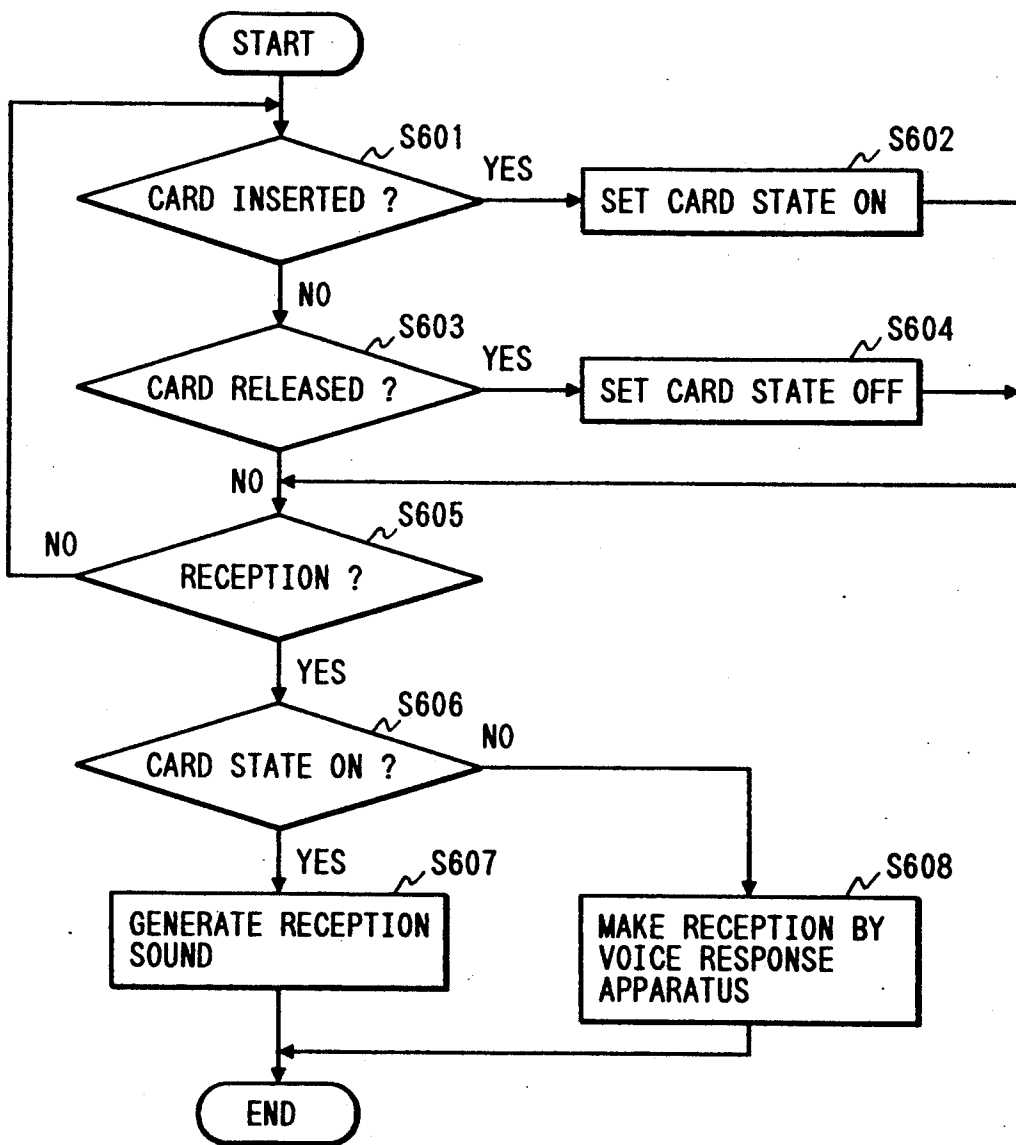 START
S601
CARD INSERTED ?
YES
S602
SET CARD STATE ON
NO
S603
CARD RELEASED ?
YES
S604
SET CARD STATE OFF
NO
S605
RECEPTION ?
NO
YES
S606
CARD STATE ON ?
NO
YES
S607
GENERATE RECEPTION
SOUND
S608
MAKE RECEPTION BY
VOICE RESPONSE
APPARATUS
END